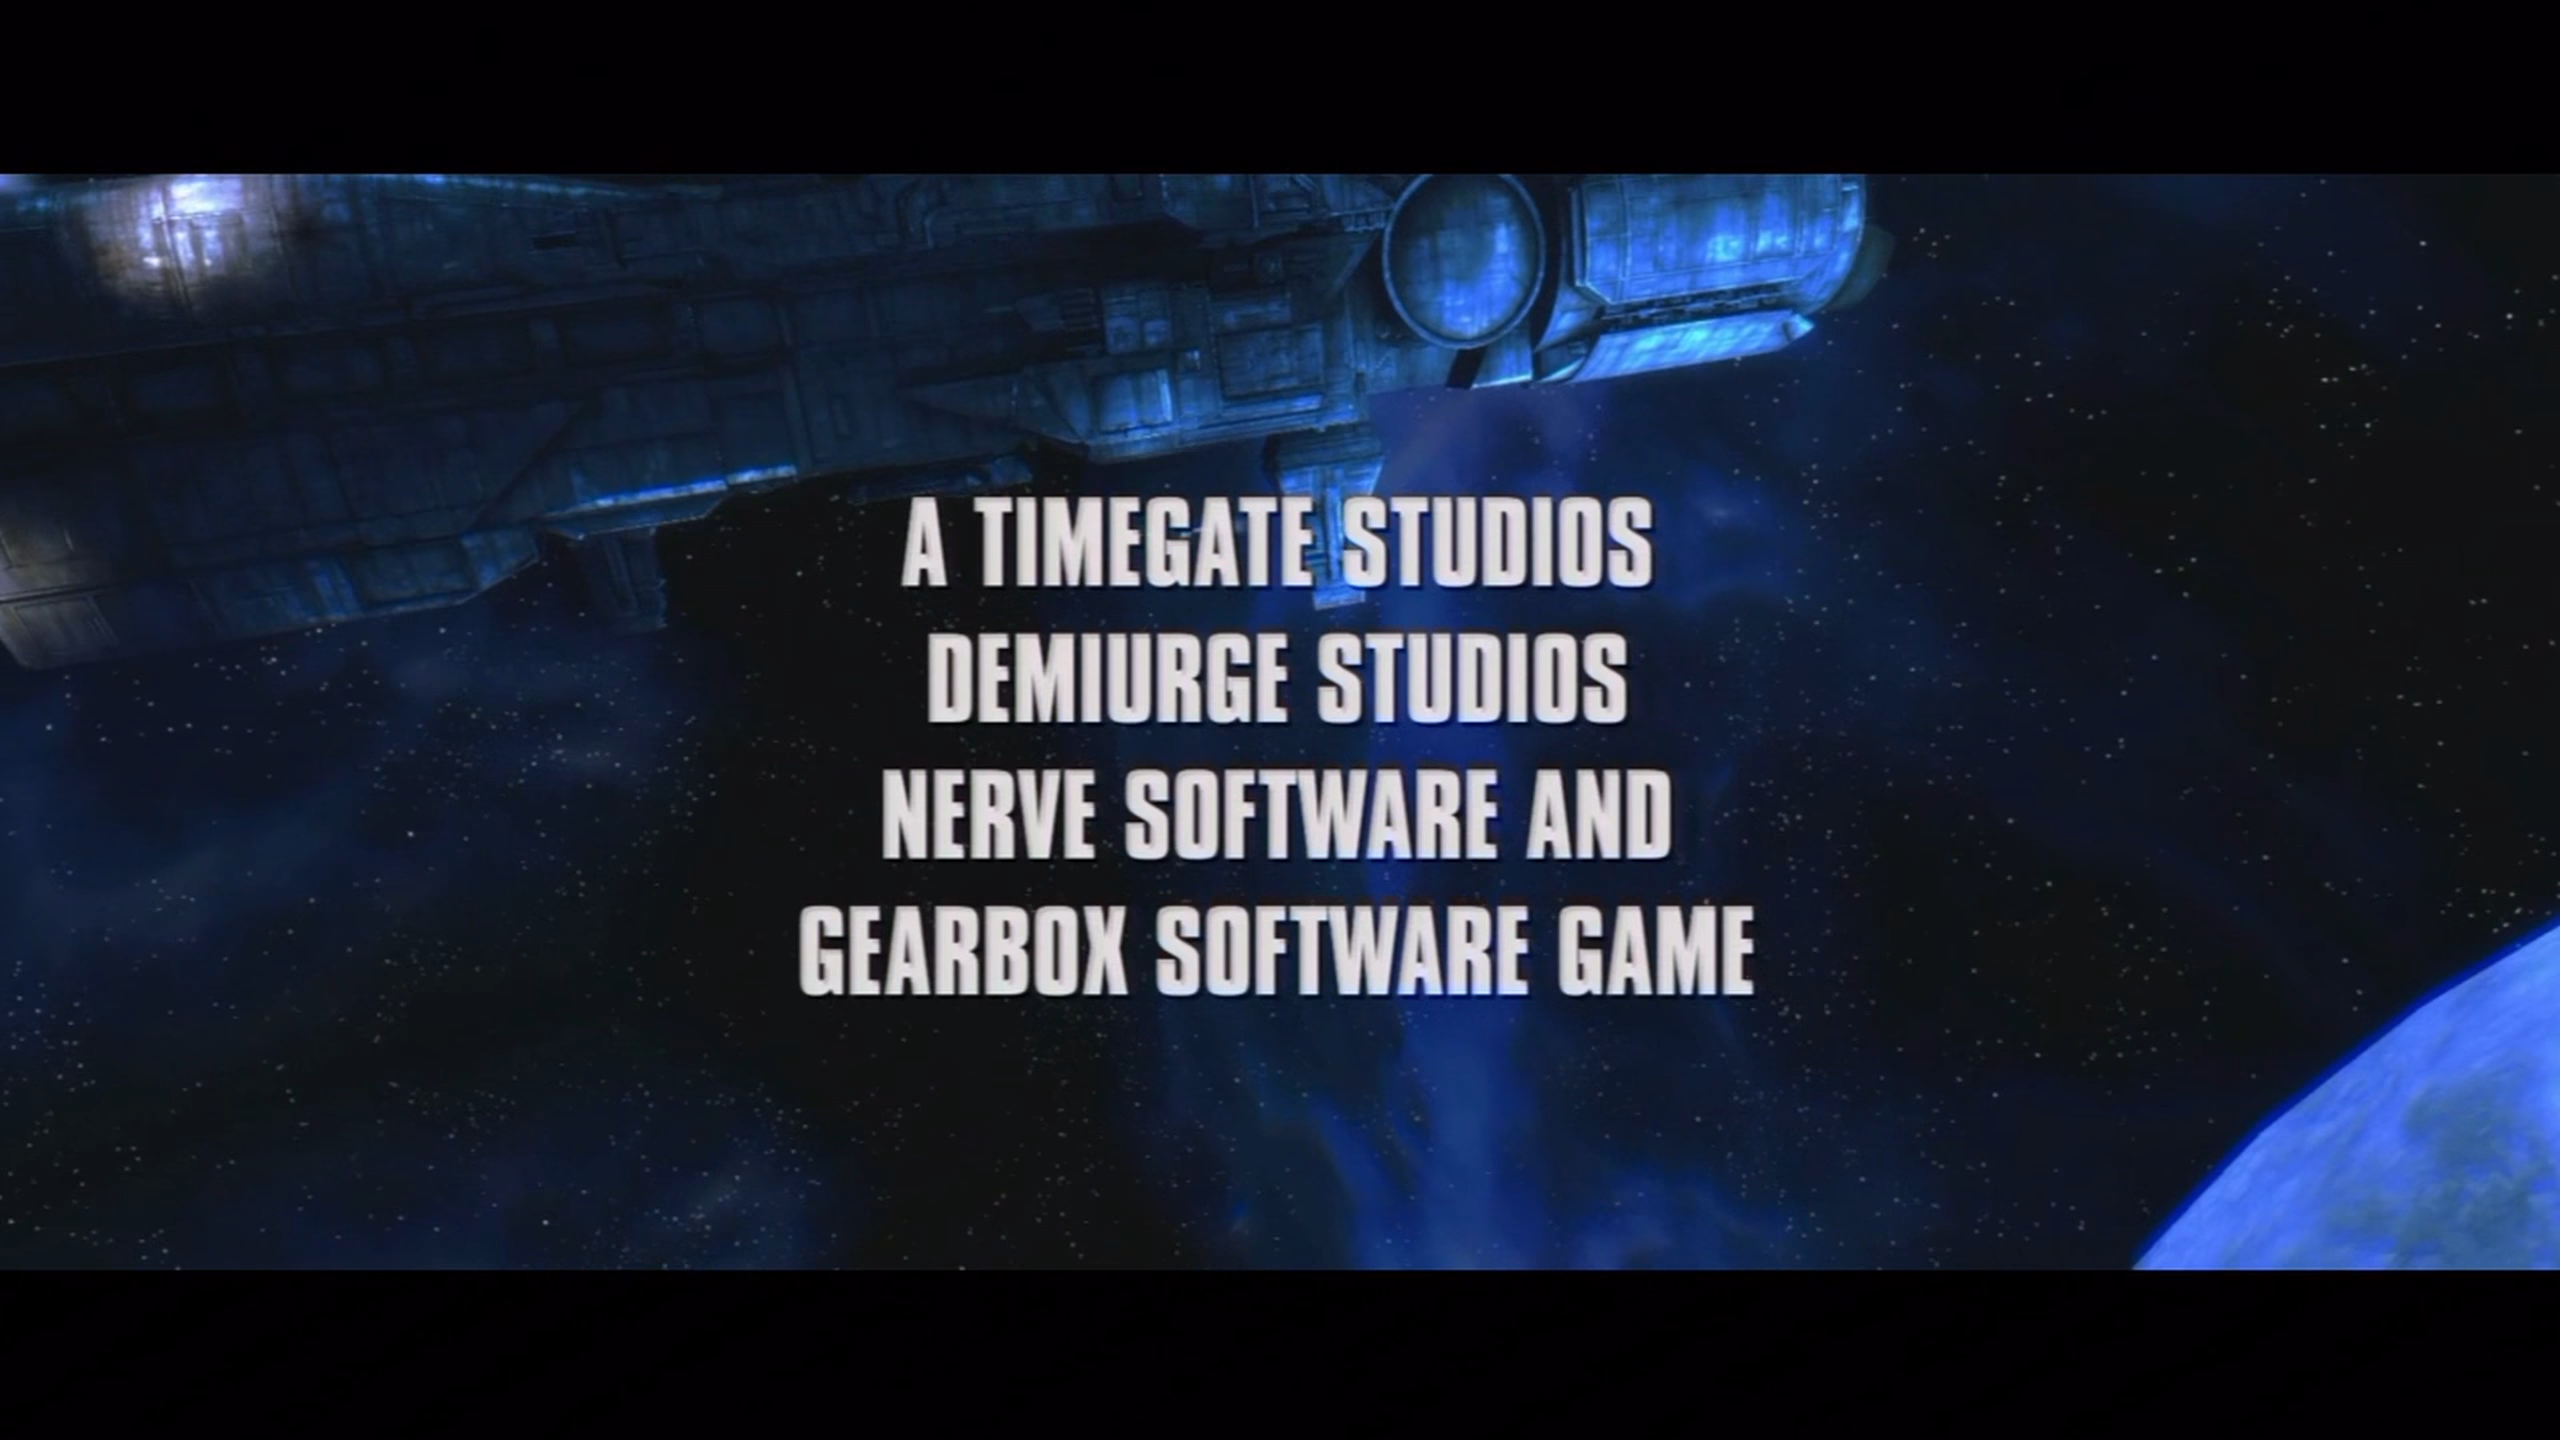 A TIMEGATE STUDIOS
DEMIURGE STUDIOS
NERVE SOFTWARE AND
GEARBOX SOFTWARE GAME